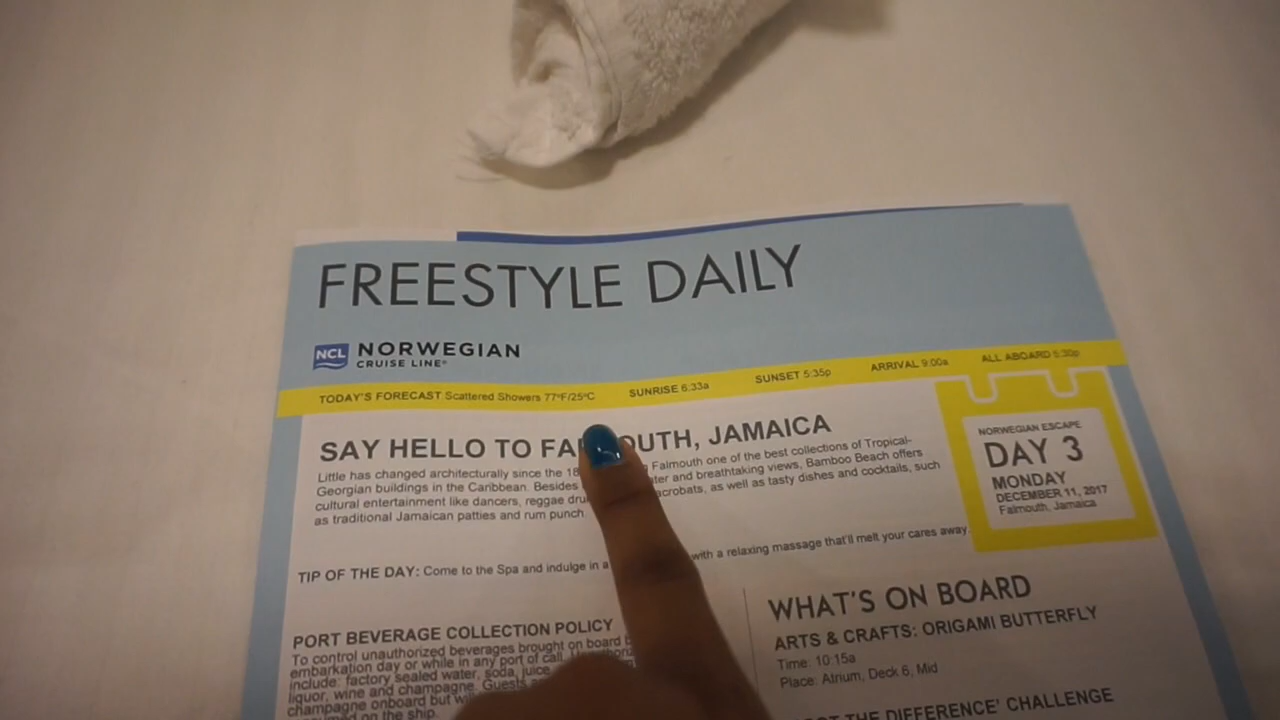 FREESTYLE DAILY
NCL NORWEGIAN
CRUISE LINE®
TODAY'S FORECAST Scattered Showers 77°F/25°C SUNRISE 6:33a SUNSET 5:35p ARRIVAL 9:00a ALL ABOARD 5:30p
SAY HELLO TO FA OUTH, JAMAICA
Little has changed architecturally since the 18 Falmouth one of the best collections of Tropical-
Georgian buildings in the Caribbean. Besides and breathtaking views, Bamboo Beach offers
cultural entertainment like dancers, reggae acrobats, as well as tasty dishes and cocktails, such
as traditional Jamaican patties and rum punch
NORWEGIAN ESCAPE
DAY 3
MONDAY
DECEMBER 11, 2017
Falmouth, Jamaica
TIP OF THE DAY: Come to the Spa and indulge in a with a relaxing massage that'll melt your cares away.
PORT BEVERAGE COLLECTION POLICY
To control unauthorized beverages brought on board
embarkation day or while in any port of call.
include: factory sealed water, soda, juice
liquor, wine and champagne. Guests
champagne onboard but
on the ship.
WHAT'S ON BOARD
ARTS & CRAFTS: ORIGAMI BUTTERFLY
Time: 10:15a
Place: Atrium, Deck 6, Mid
THE DIFFERENCE' CHALLENGE